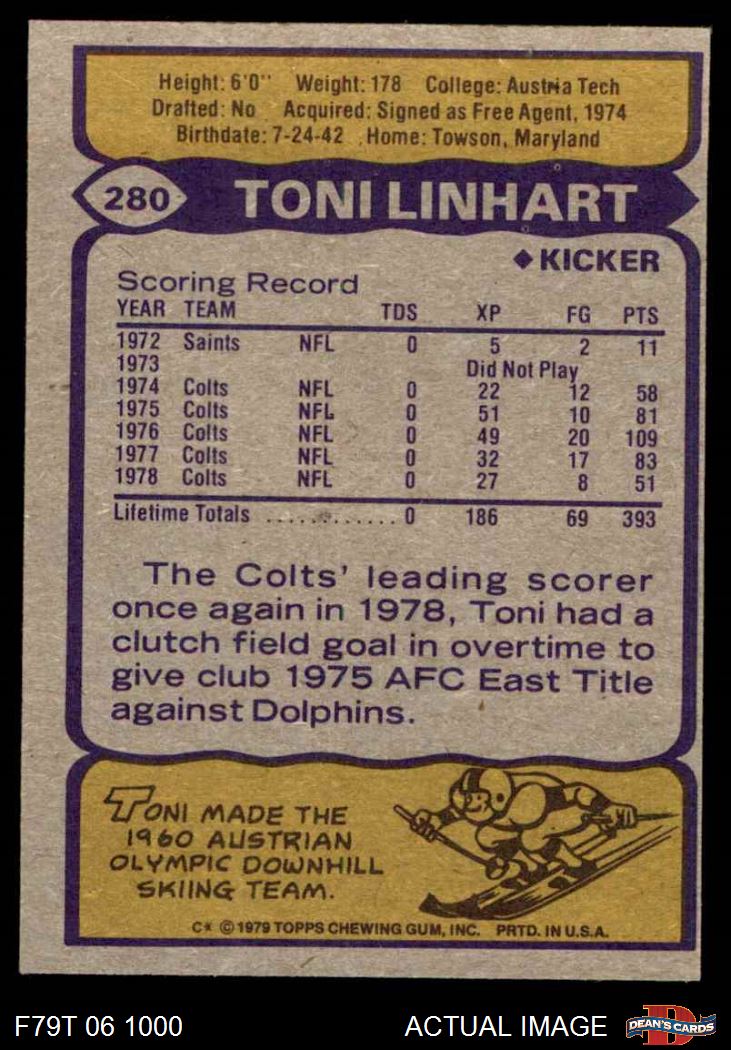 Height: 6'0" Weight: 178 College: Austria Tech
Drafted: No Acquired: Signed as Free Agent, 1974
Birthdate: 7-24-42 Home: Towson, Maryland
280 TONI LINHART
◆ KICKER
Scoring Record
YEAR TEAM TDS XP FG PTS
1972 Saints NFL 0 5 2 11
1973 Did Not Play
1974 Colts NFL 0 22 12 58
1975 Colts NFL 0 51 10 81
1976 Colts NFL 0 49 20 109
1977 Colts NFL 0 32 17 83
1978 Colts NFL 0 27 8 51
Lifetime Totals ............ 0 186 69 393
The Colts' leading scorer
once again in 1978, Toni had a
clutch field goal in overtime to
give club 1975 AFC East Title
against Dolphins.
TONI MADE THE
1960 AUSTRIAN
OLYMPIC DOWNHILL
SKIING TEAM.
C* © 1979 TOPPS CHEWING GUM, INC. PRTD. IN U.S.A.
F79T 06 1000 ACTUAL IMAGE DEAN'S CARDS